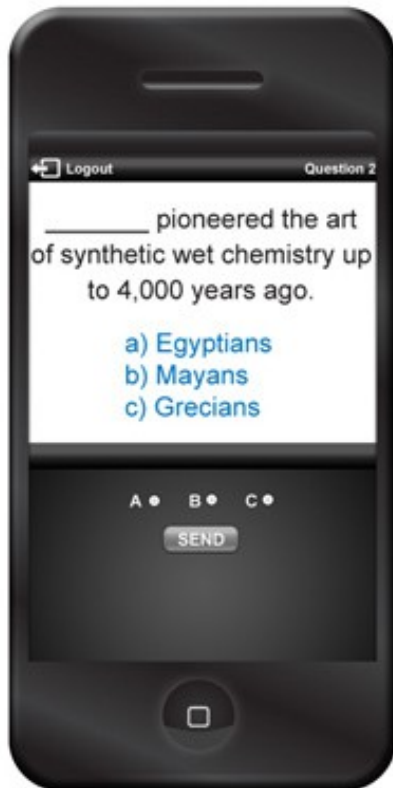 Logout Question 2
_______ pioneered the art
of synthetic wet chemistry up
to 4,000 years ago.
a) Egyptians
b) Mayans
c) Grecians
A B C
SEND